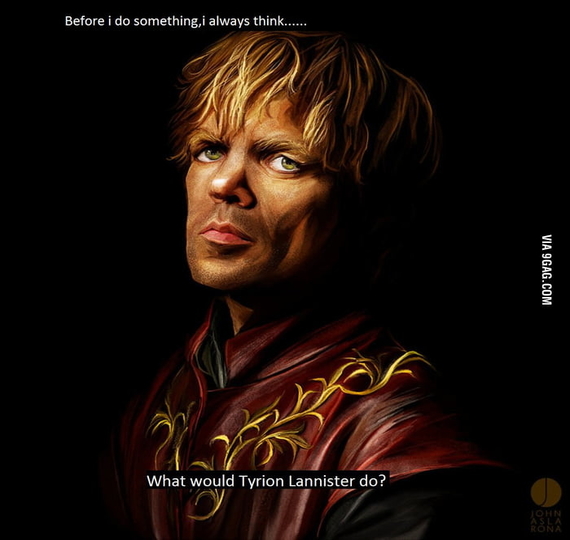 Before i do something,i always think......
VIA 9GAG.COM
What would Tyrion Lannister do?
JOHN
ASLA
RONA